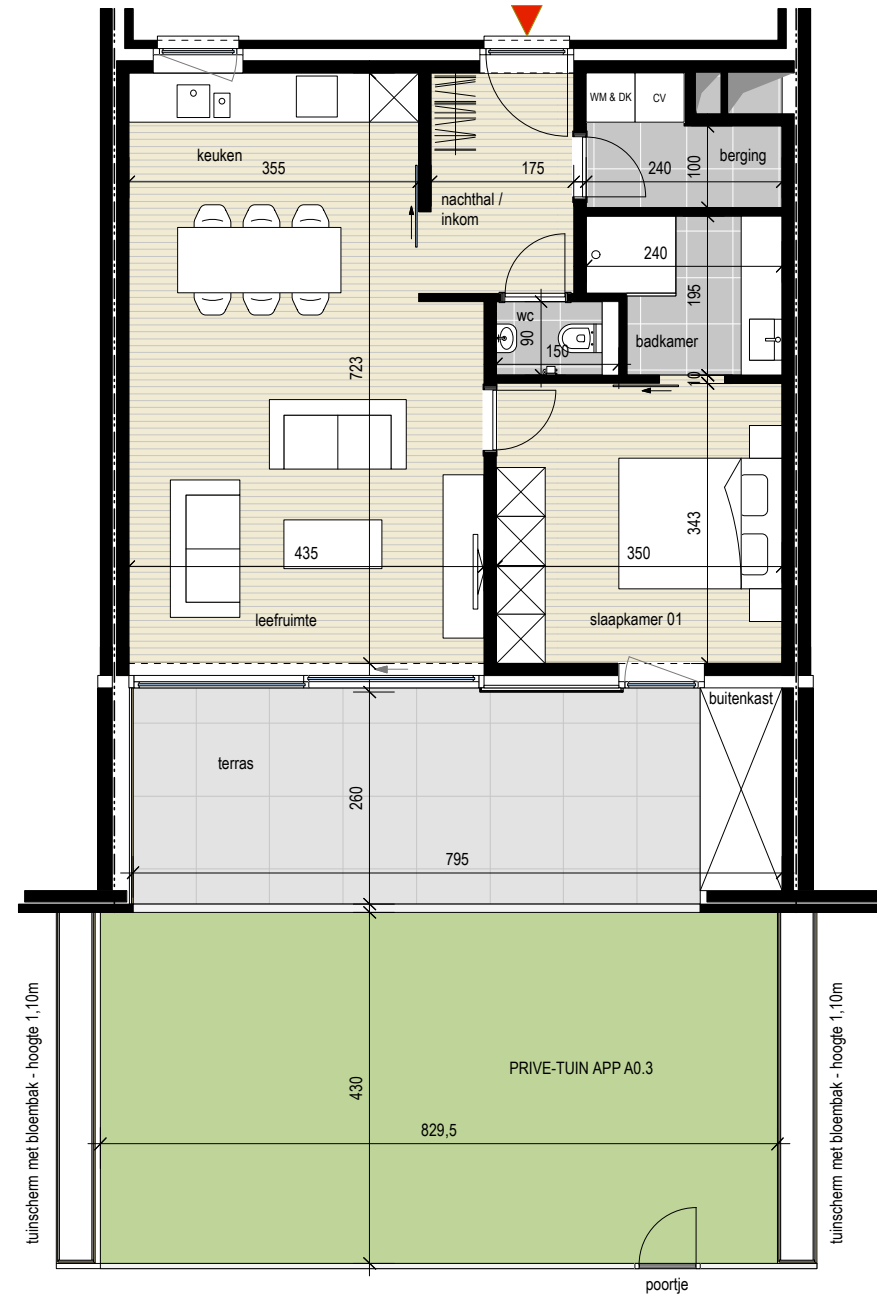 WM & DK
CV
keuken
berging
355
175
240
100
nachthal /
inkom
240
195
wc
90
150
badkamer
10
723
343
435
350
leefruimte
slaapkamer 01
buitenkast
terras
260
795
tuinscherm met bloembak - hoogte 1,10m
PRIVE-TUIN APP A0.3
430
829,5
tuinscherm met bloembak - hoogte 1,10m
poortje